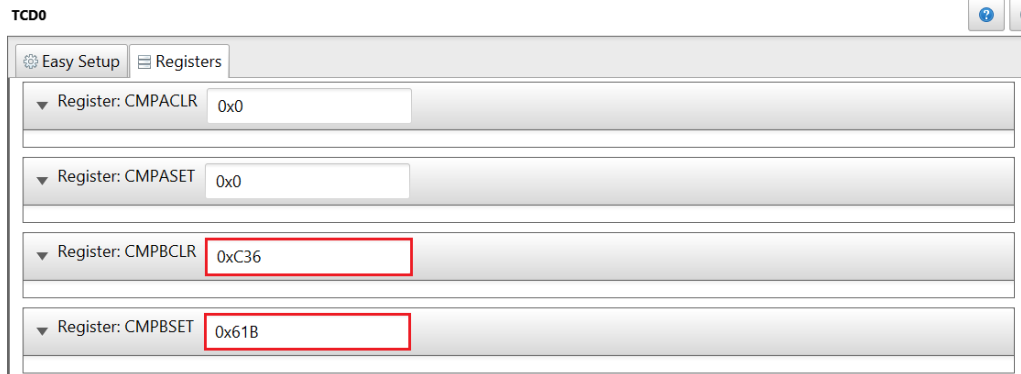 TCD0
?
Easy Setup
Registers
Register: CMPACLR 0x0
Register: CMPASET 0x0
Register: CMPBCLR 0xC36
Register: CMPBSET 0x61B